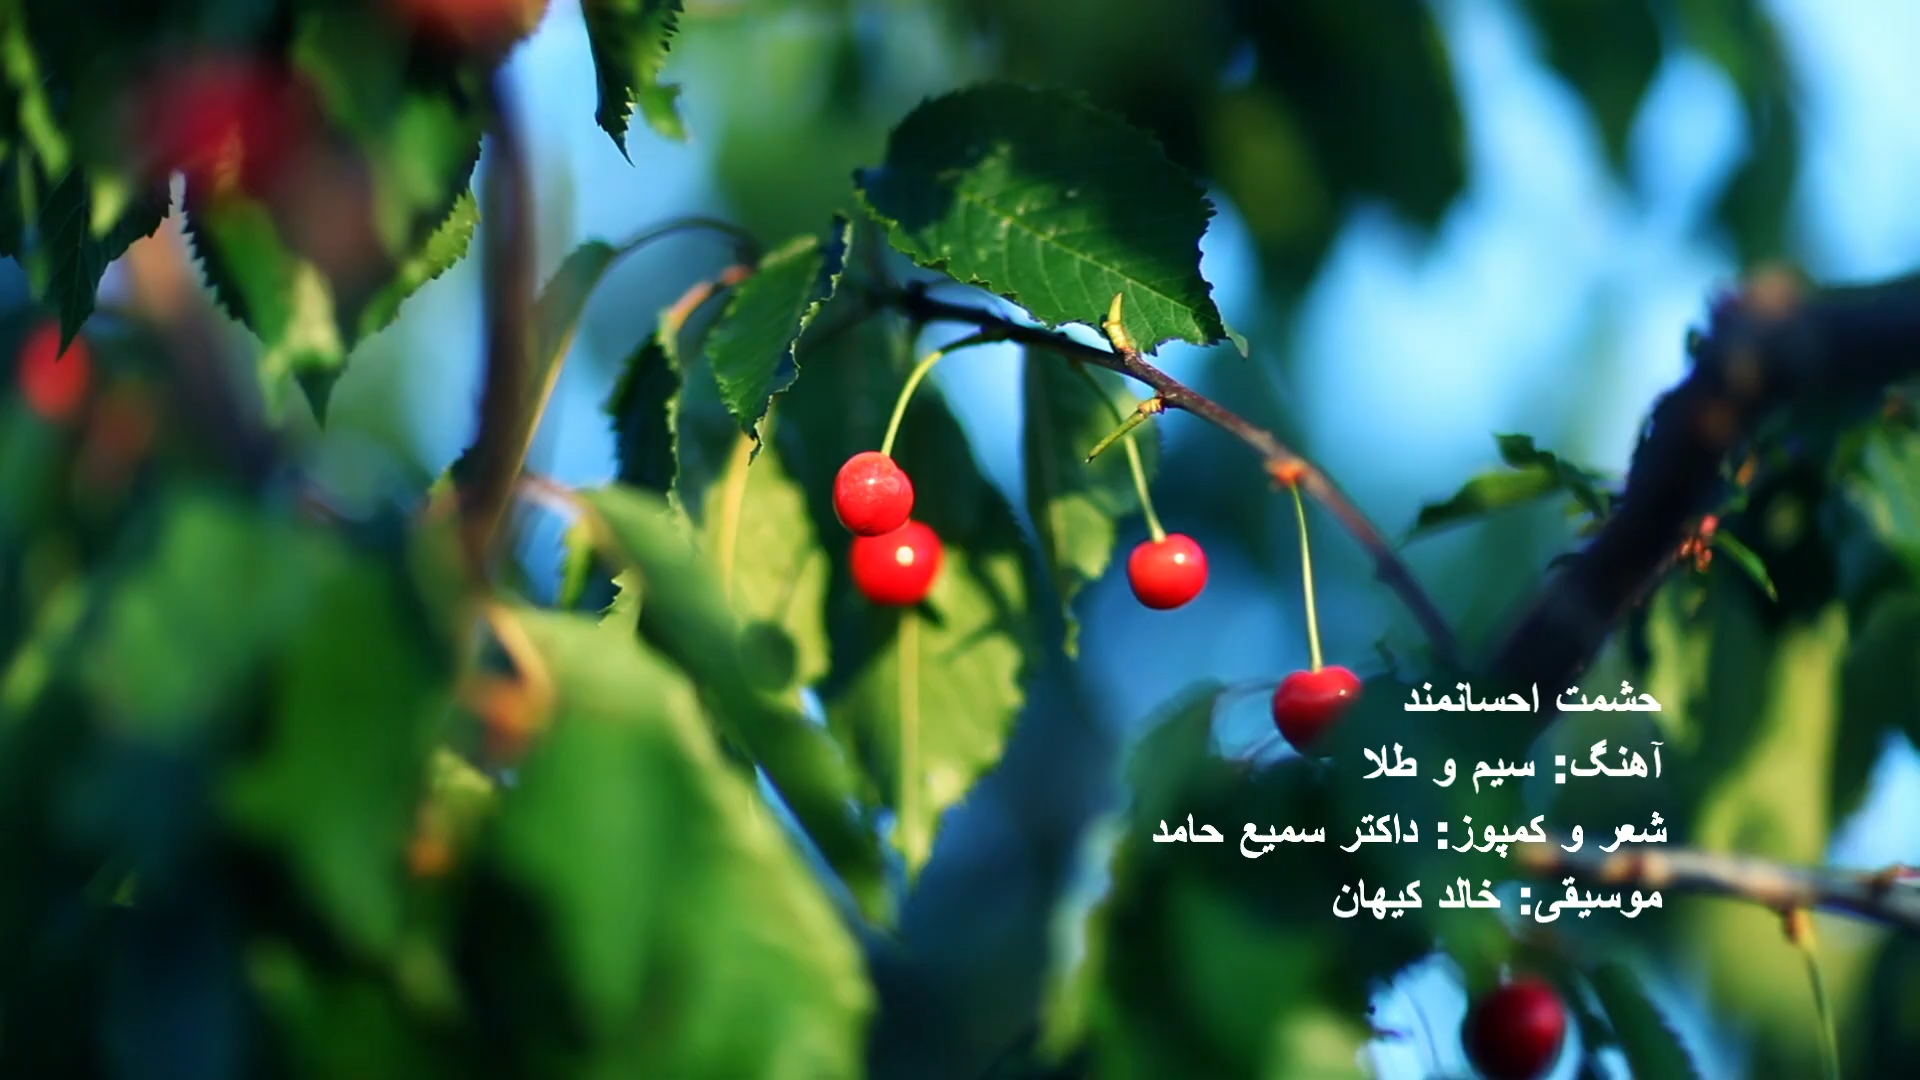 حشمت احسانمند
آهنگ: سیم و طلا
شعر و کمپوز: داکتر سمیع حامد
موسیقی: خالد کیهان